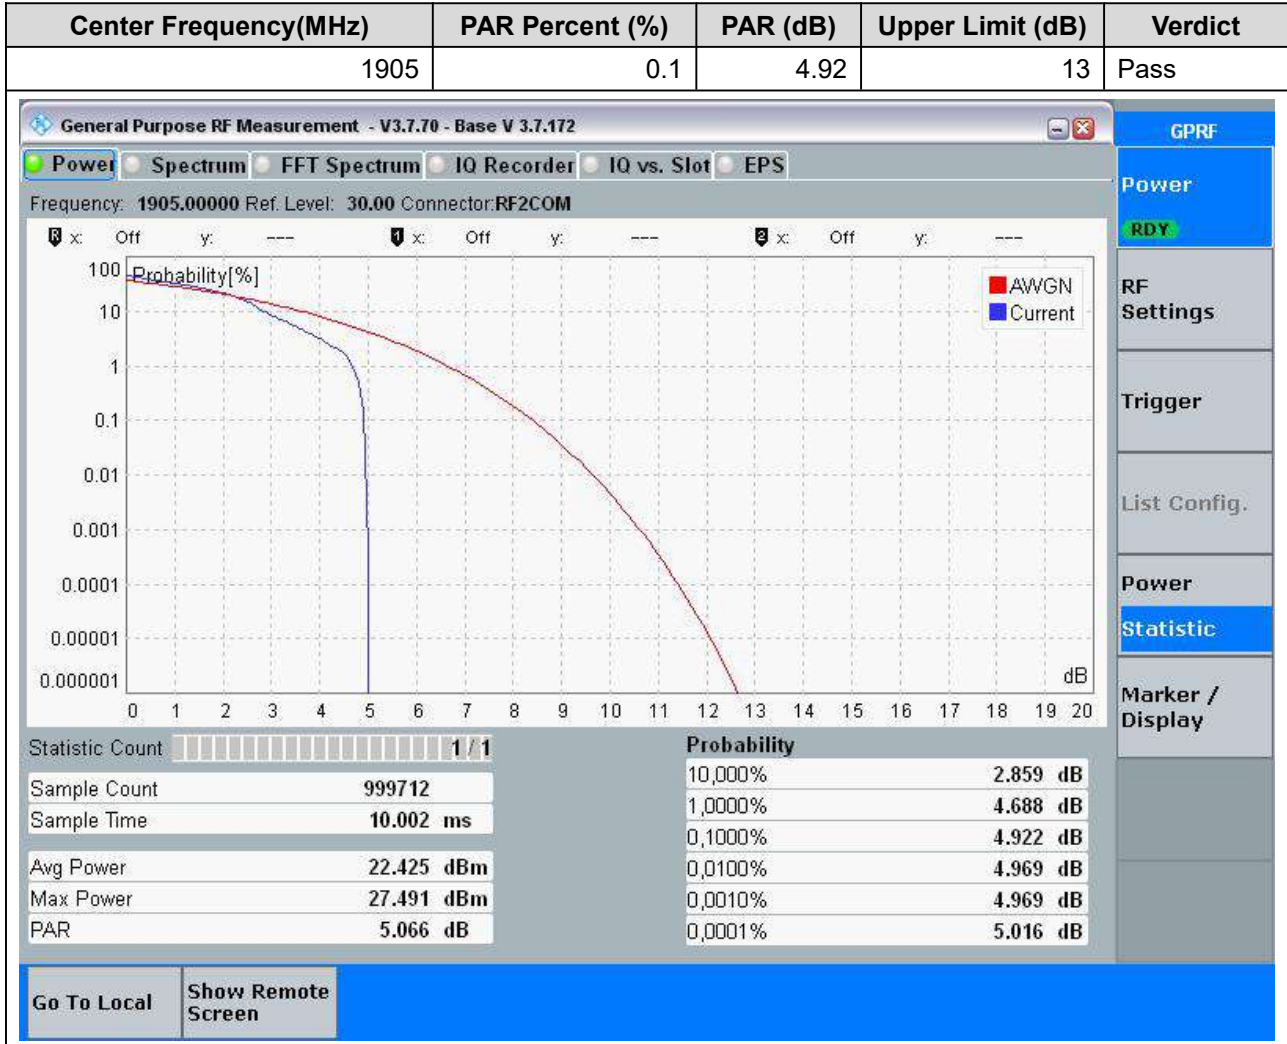 Center Frequency(MHz) PAR Percent (%) PAR (dB) Upper Limit (dB) Verdict
1905 0.1 4.92 13 Pass
General Purpose RF Measurement - V3.7.70 - Base V 3.7.172
GPRF
Power Spectrum FFT Spectrum IQ Recorder IQ vs. Slot EPS
Frequency: 1905.00000 Ref. Level: 30.00 Connector:RF2COM
R x: Off y: --- 1 x: Off y: --- 2 x: Off y: ---
Power
RDY
RF
Settings
Trigger
List Config.
Power
Statistic
Marker /
Display
Probability[%]
AWGN
Current
100
10
1
0.1
0.01
0.001
0.0001
0.00001
0.000001
dB
0 1 2 3 4 5 6 7 8 9 10 11 12 13 14 15 16 17 18 19 20
Statistic Count 1 / 1
Sample Count 999712
Sample Time 10.002 ms
Avg Power 22.425 dBm
Max Power 27.491 dBm
PAR 5.066 dB
Probability
10,000% 2.859 dB
1,0000% 4.688 dB
0,1000% 4.922 dB
0,0100% 4.969 dB
0,0010% 4.969 dB
0,0001% 5.016 dB
Go To Local
Show Remote
Screen